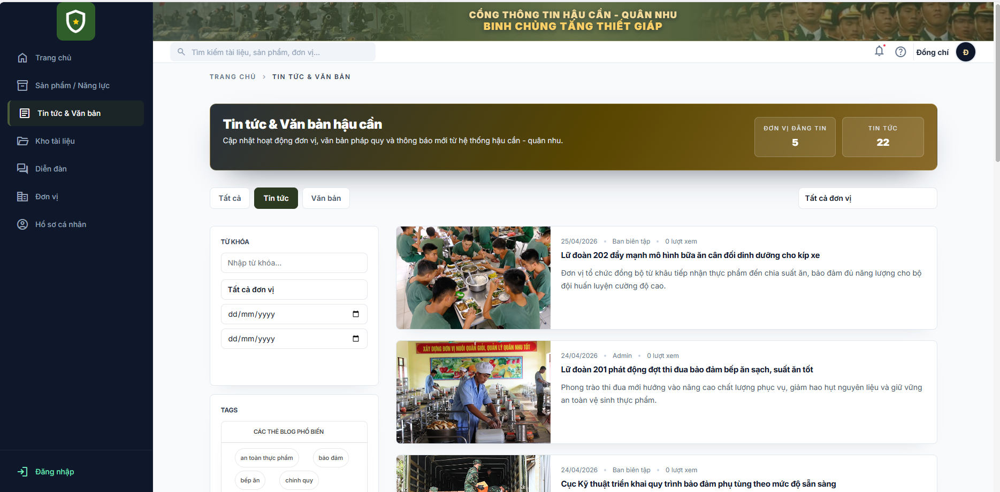 CỔNG THÔNG TIN HẬU CẦN - QUÂN NHU
BINH CHỦNG TĂNG THIẾT GIÁP
Trang chủ
Sản phẩm / Năng lực
Tin tức & Văn bản
Kho tài liệu
Diễn đàn
Đơn vị
Hồ sơ cá nhân
Đăng nhập
Tìm kiếm tài liệu, sản phẩm, đơn vị...
Đồng chí
Đ
TRANG CHỦ > TIN TỨC & VĂN BẢN
Tin tức & Văn bản hậu cần
Cập nhật hoạt động đơn vị, văn bản pháp quy và thông báo mới từ hệ thống hậu cần - quân nhu.
ĐƠN VỊ ĐĂNG TIN
5
TIN TỨC
22
Tất cả
Tin tức
Văn bản
Tất cả đơn vị
TỪ KHÓA
Nhập từ khóa...
Tất cả đơn vị
dd/mm/yyyy
dd/mm/yyyy
TAGS
CÁC THẺ BLOG PHỔ BIẾN
an toàn thực phẩm
bảo đảm
bếp ăn
chính quy
25/04/2026 • Ban biên tập • 0 lượt xem
Lữ đoàn 202 đẩy mạnh mô hình bữa ăn cân đối dinh dưỡng cho kíp xe
Đơn vị tổ chức đồng bộ từ khâu tiếp nhận thực phẩm đến chia suất ăn, bảo đảm đủ năng lượng cho bộ
đội huấn luyện cường độ cao.
XÂY DỰNG ĐƠN VỊ NUÔI QUÂN GIỎI, QUẢN LÝ QUÂN NHU TỐT
24/04/2026 • Admin • 0 lượt xem
Lữ đoàn 201 phát động đợt thi đua bảo đảm bếp ăn sạch, suất ăn tốt
Phong trào thi đua mới hướng vào nâng cao chất lượng phục vụ, giảm hao hụt nguyên liệu và giữ vững
an toàn vệ sinh thực phẩm.
24/04/2026 • Ban biên tập • 0 lượt xem
Cục Kỹ thuật triển khai quy trình bảo đảm phụ tùng theo mức độ sẵn sàng